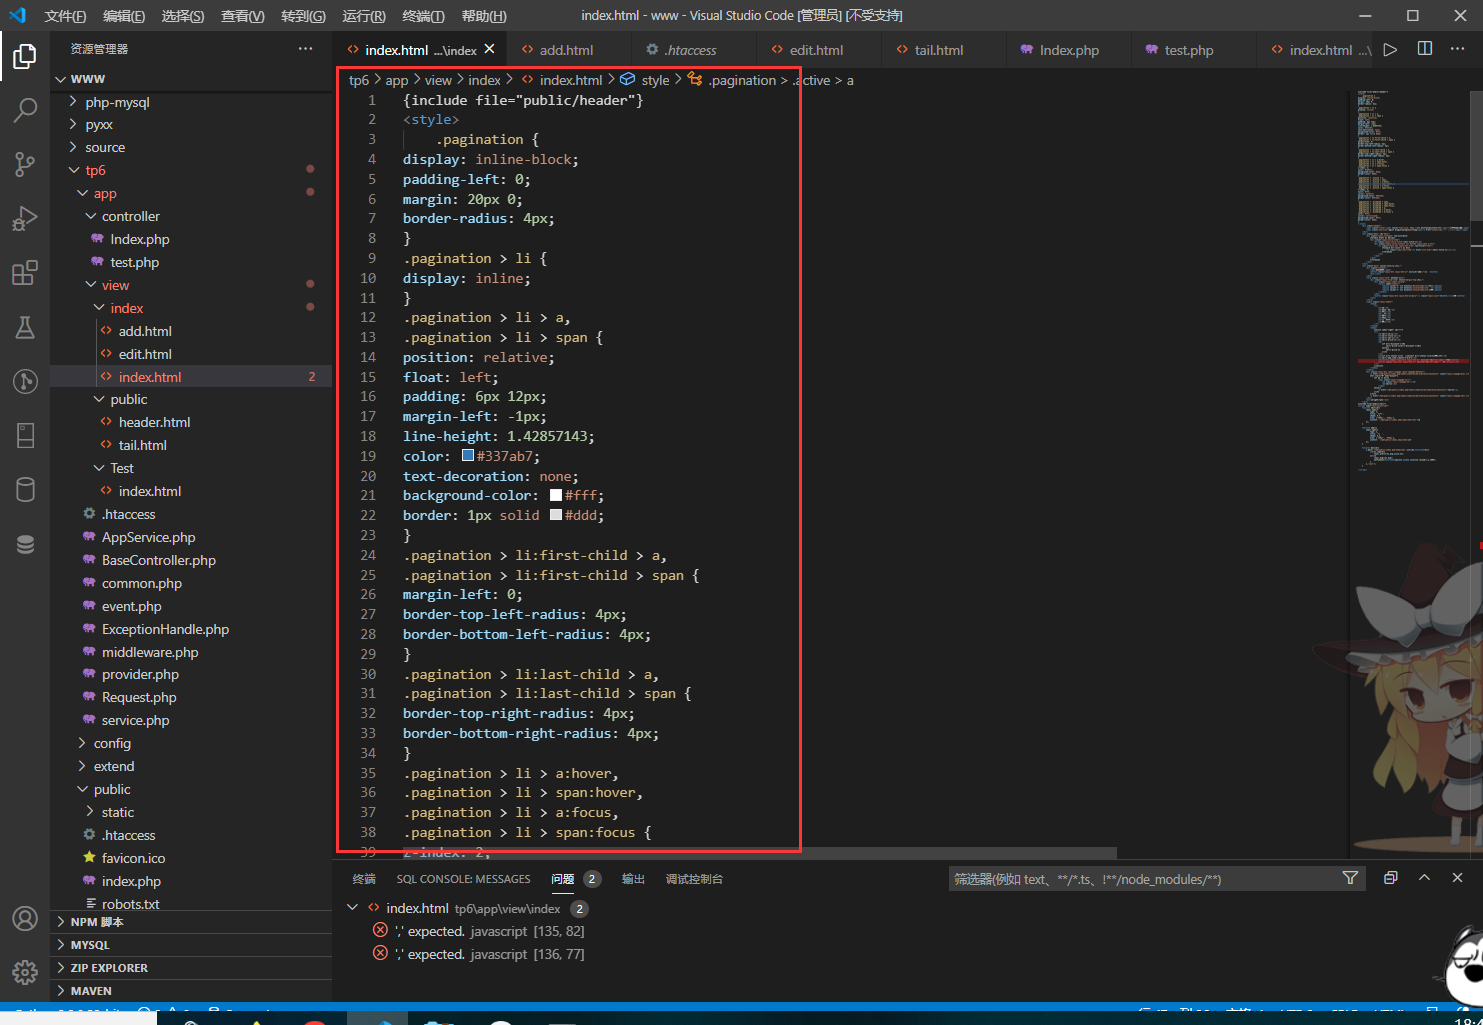 文件(F) 编辑(E) 选择(S) 查看(V) 转到(G) 运行(R) 终端(T) 帮助(H) index.html - www - Visual Studio Code [管理员] [不受支持]
资源管理器
index.html ...\index add.html .htaccess edit.html tail.html Index.php test.php index.html ...\
WWW
php-mysql
pyxx
source
tp6
app
controller
Index.php
test.php
view
index
add.html
edit.html
index.html 2
public
header.html
tail.html
Test
index.html
.htaccess
AppService.php
BaseController.php
common.php
event.php
ExceptionHandle.php
middleware.php
provider.php
Request.php
service.php
config
extend
public
static
.htaccess
favicon.ico
index.php
robots.txt
NPM 脚本
MYSQL
ZIP EXPLORER
MAVEN
tp6 > app > view > index > index.html > style > .pagination > .active > a
1 {include file="public/header"}
2 <style>
3 .pagination {
4 display: inline-block;
5 padding-left: 0;
6 margin: 20px 0;
7 border-radius: 4px;
8 }
9 .pagination > li {
10 display: inline;
11 }
12 .pagination > li > a,
13 .pagination > li > span {
14 position: relative;
15 float: left;
16 padding: 6px 12px;
17 margin-left: -1px;
18 line-height: 1.42857143;
19 color: #337ab7;
20 text-decoration: none;
21 background-color: #fff;
22 border: 1px solid #ddd;
23 }
24 .pagination > li:first-child > a,
25 .pagination > li:first-child > span {
26 margin-left: 0;
27 border-top-left-radius: 4px;
28 border-bottom-left-radius: 4px;
29 }
30 .pagination > li:last-child > a,
31 .pagination > li:last-child > span {
32 border-top-right-radius: 4px;
33 border-bottom-right-radius: 4px;
34 }
35 .pagination > li > a:hover,
36 .pagination > li > span:hover,
37 .pagination > li > a:focus,
38 .pagination > li > span:focus {
39 z-index: 2;
终端 SQL CONSOLE: MESSAGES 问题 2 输出 调试控制台 筛选器(例如 text、**/*.ts、!**/node_modules/**)
index.html tp6\app\view\index 2
',' expected. javascript [135, 82]
',' expected. javascript [136, 77]